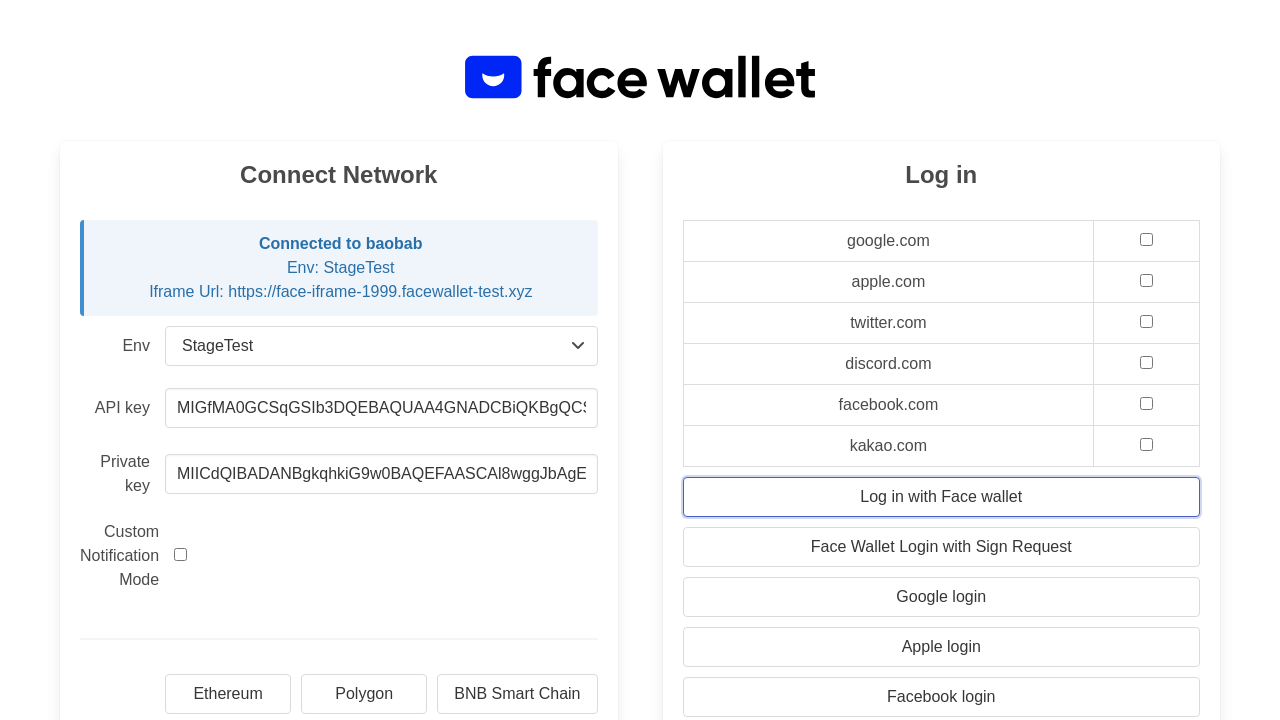 face wallet
Connect Network
Connected to baobab
Env: StageTest
Iframe Url: https://face-iframe-1999.facewallet-test.xyz
Env
StageTest
API key
MIGfMA0GCSqGSIb3DQEBAQUAA4GNADCBiQKBgQCS
Private
key
MIICdQIBADANBgkqhkiG9w0BAQEFAASCAl8wggJbAgE
Custom
Notification
Mode
Ethereum
Polygon
BNB Smart Chain
Log in
google.com
apple.com
twitter.com
discord.com
facebook.com
kakao.com
Log in with Face wallet
Face Wallet Login with Sign Request
Google login
Apple login
Facebook login